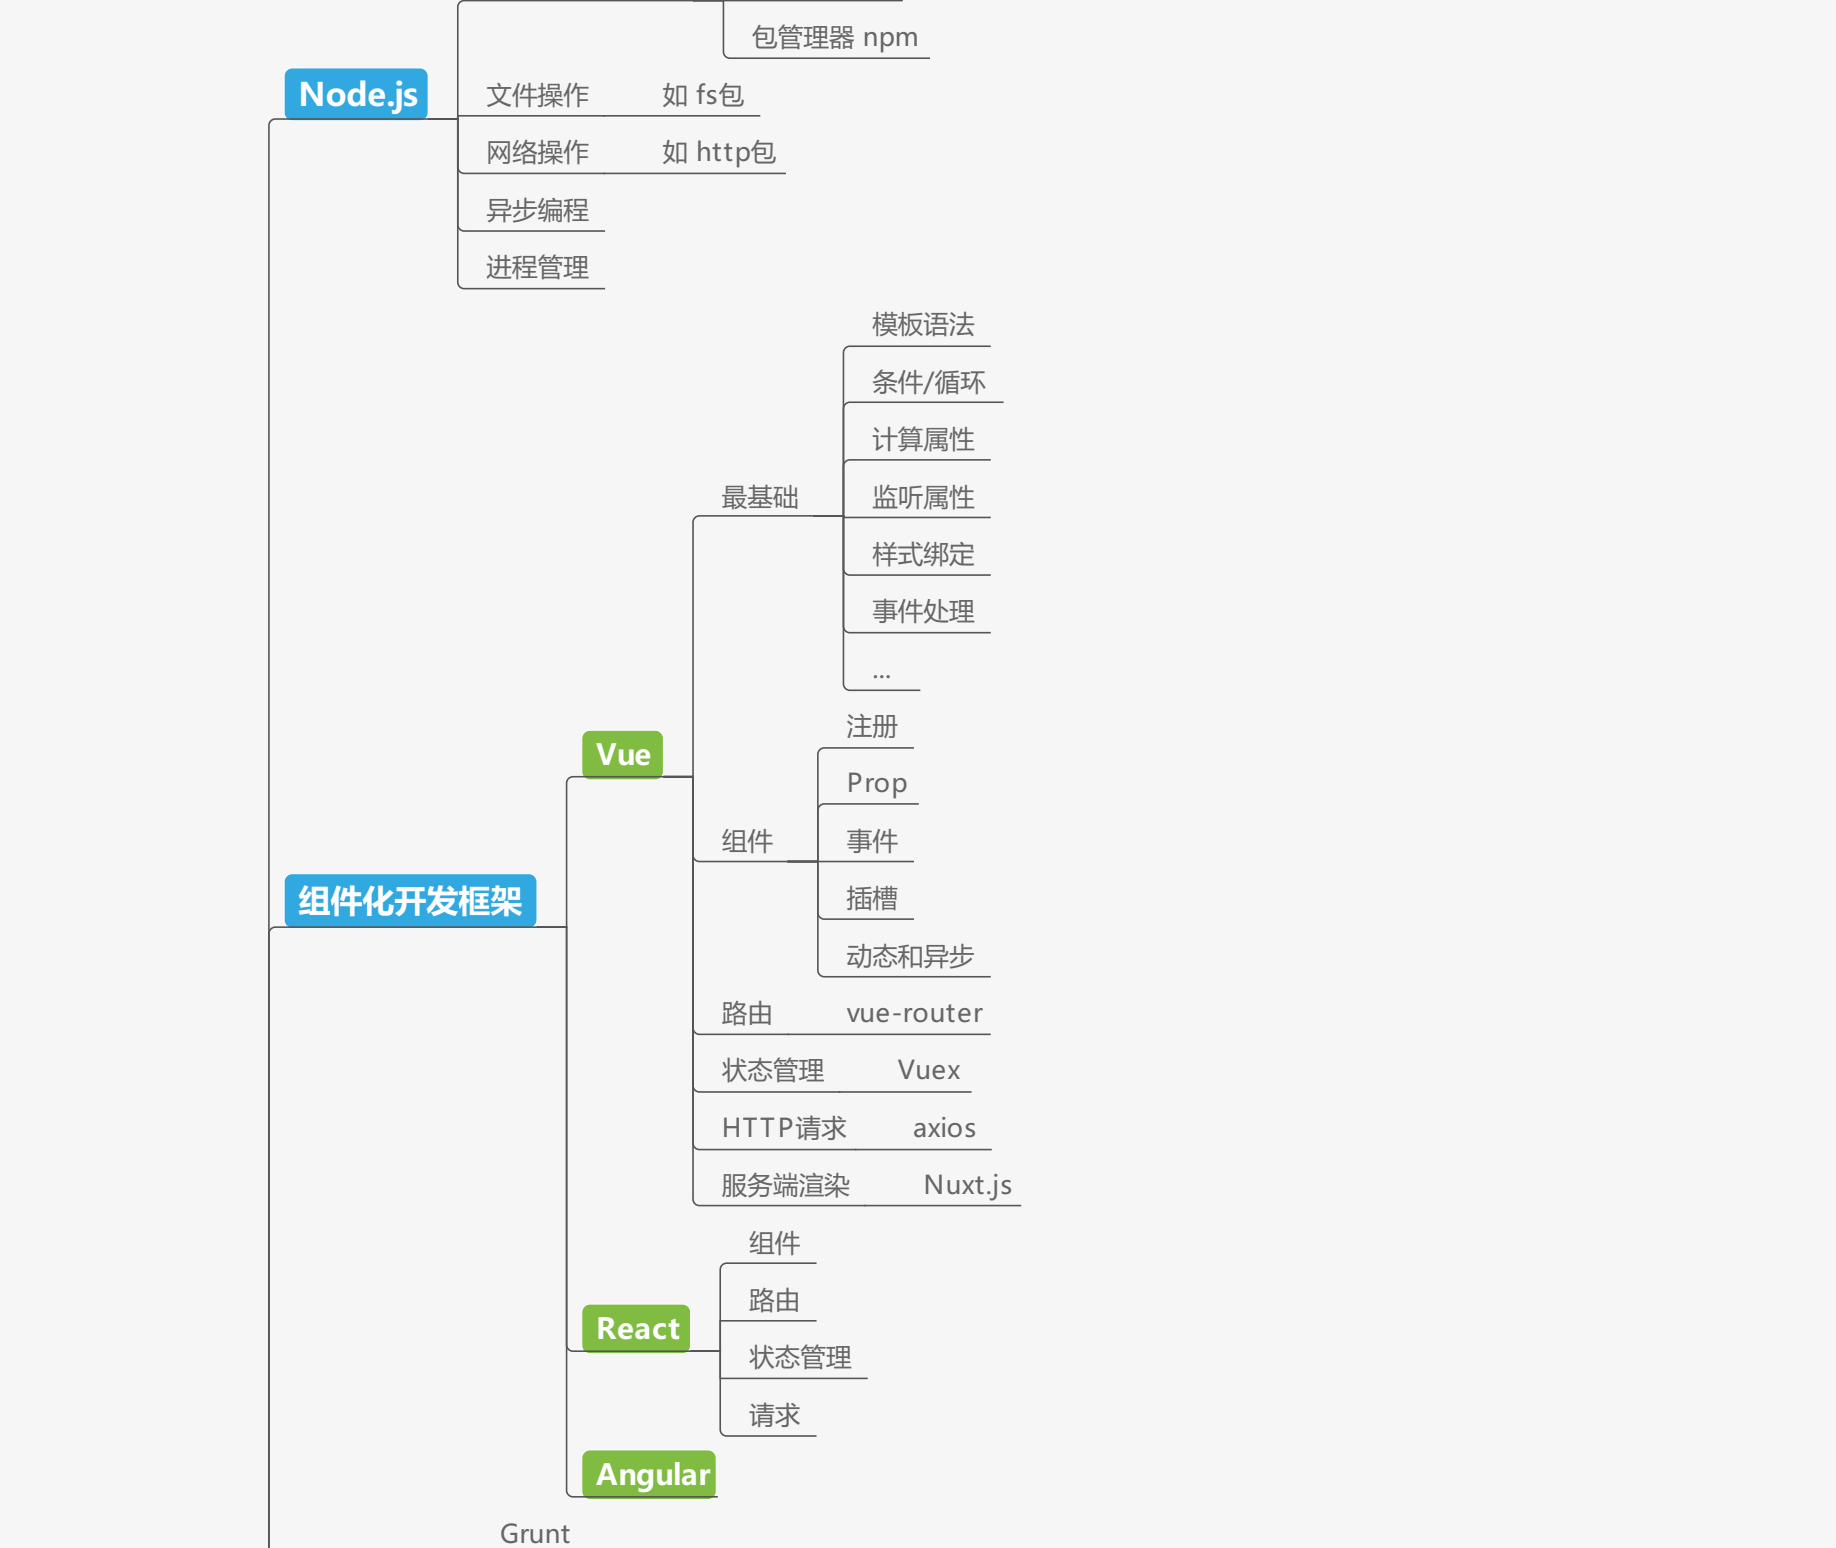 包管理器 npm
Node.js
文件操作 如 fs包
网络操作 如 http包
异步编程
进程管理
模板语法
条件/循环
计算属性
最基础
监听属性
样式绑定
事件处理
...
注册
Vue
Prop
组件
事件
组件化开发框架
插槽
动态和异步
路由 vue-router
状态管理 Vuex
HTTP请求 axios
服务端渲染 Nuxt.js
组件
路由
React
状态管理
请求
Angular
Grunt